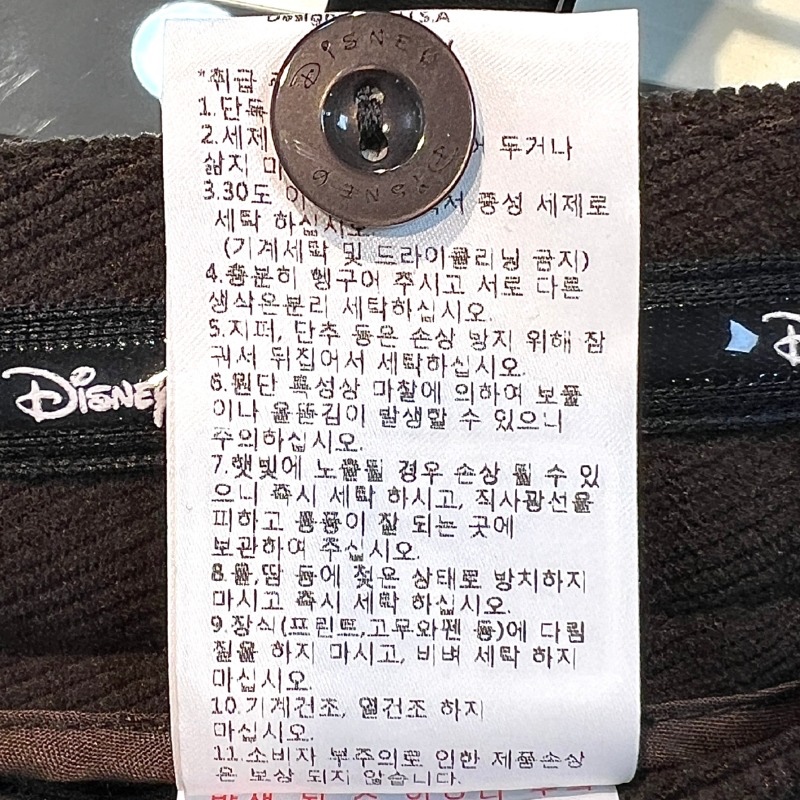 DISNEY
DISNEY
*취급
1.단독
2.세제 두거나
삶지
3.30도 중성 세제로
세탁 하십시오.
(기계세탁 및 드라이클리닝 금지)
4.충분히 헹구어 주시고 서로 다른
생삭은분리 세탁하십시오.
5.지퍼, 단추 등은 손상 방지 위해 잠
궈서 뒤집어서 세탁하십시오.
6.원단 특성상 마찰에 의하여 보풀
이나 올뜯김이 발생할 수 있으니
주의하십시오.
7.햇빛에 노출될 경우 손상 될 수 있
으니 즉시 세탁 하시고, 직사광선을
피하고 통풍이 잘 되는 곳에
보관하여 주십시오.
8.물,땀 등에 젖은 상태로 방치하지
마시고 즉시 세탁 하십시오.
9.장식(프린트,고무와펜 등)에 다림
질을 하지 마시고, 비벼 세탁 하지
마십시오.
10.기계건조, 열건조 하지
마십시오.
11.소비자 부주의로 인한 제품손상
은 보상 되지 않습니다.
DISNEY